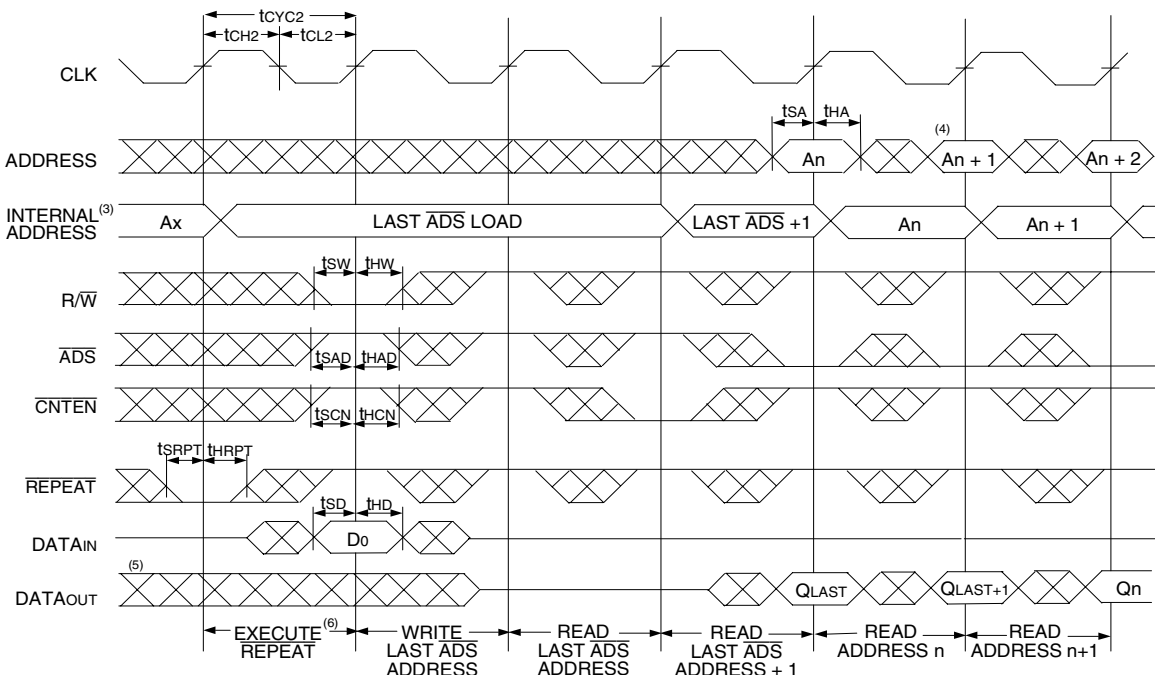 tCYC2
tCH2 tCL2
CLK
tSA tHA
(4)
ADDRESS An An + 1 An + 2
INTERNAL (3)
ADDRESS
Ax LAST ADS LOAD LAST ADS +1 An An + 1
tSW tHW
R/W
ADS
tSAD tHAD
CNTEN
tSCN tHCN
tSRPT tHRPT
REPEAT
tSD tHD
DATAIN D0
(5)
DATAOUT QLAST QLAST+1 Qn
EXECUTE (6)
REPEAT
WRITE
LAST ADS
ADDRESS
READ
LAST ADS
ADDRESS
READ
LAST ADS
ADDRESS + 1
READ
ADDRESS n
READ
ADDRESS n+1